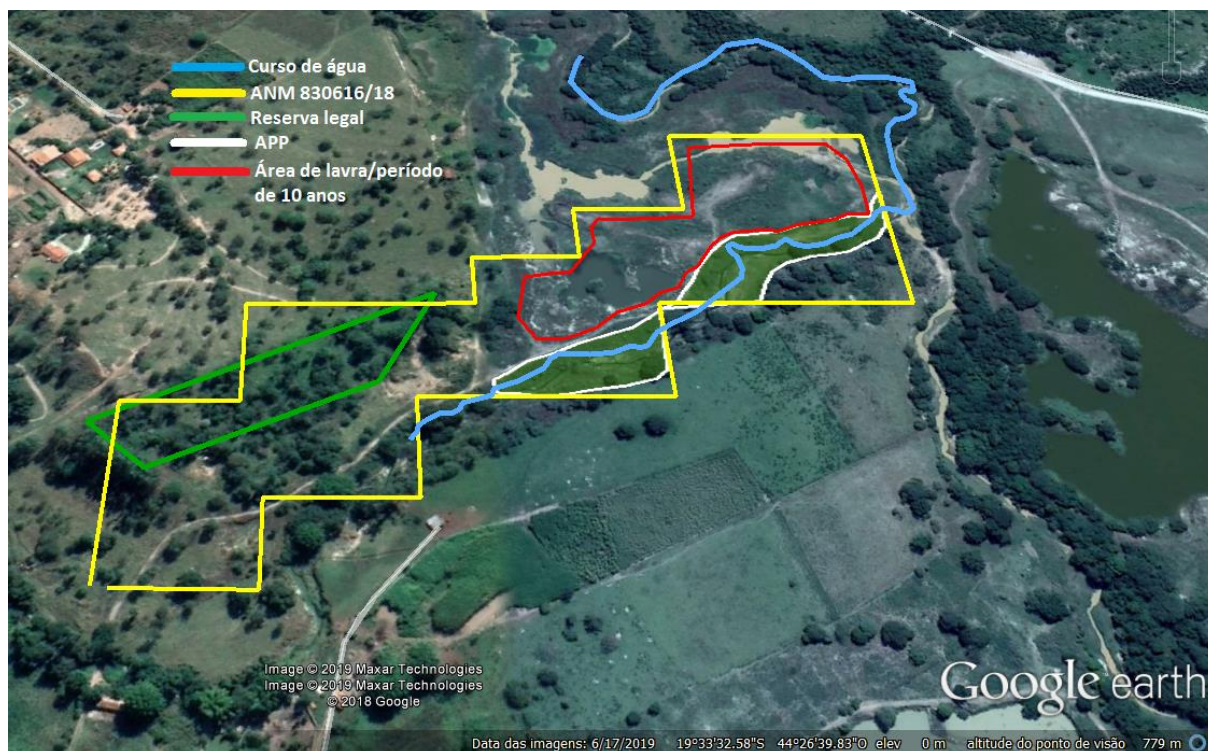 Curso de água
ANM 830616/18
Reserva legal
APP
Área de lavra/período
de 10 anos
Image © 2019 Maxar Technologies
Image © 2019 Maxar Technologies
© 2018 Google
Google earth
Data das imagens: 6/17/2019 19°33'32.58"S 44°26'39.83"O elev 0 m altitude do ponto de visão 779 m